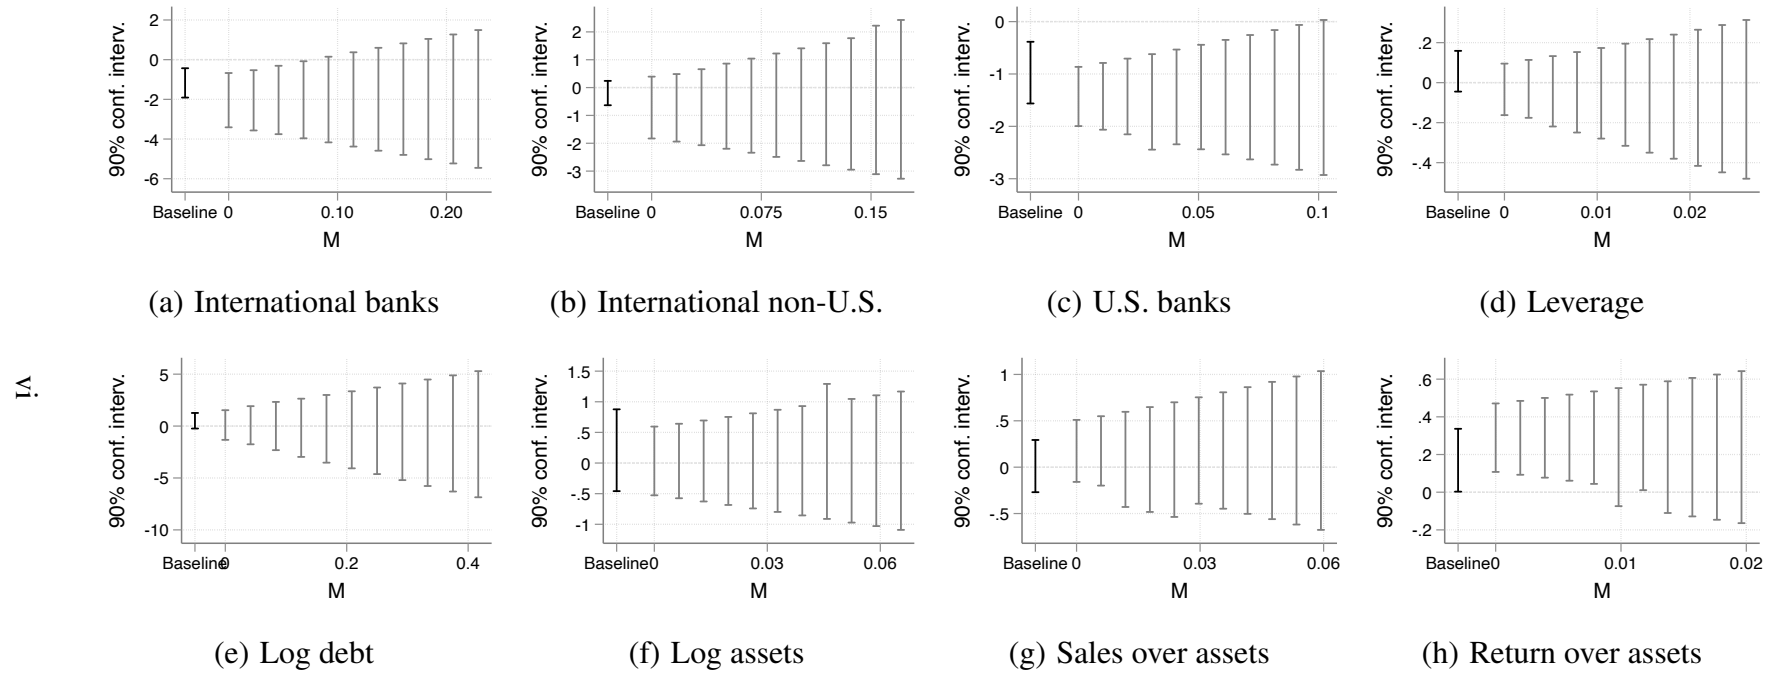 90% conf. interv.
2
0
-2
-4
-6
Baseline 0 0.10 0.20
M
(a) International banks
90% conf. interv.
2
1
0
-1
-2
-3
Baseline 0 0.075 0.15
M
(b) International non-U.S.
90% conf. interv.
0
-1
-2
-3
Baseline 0 0.05 0.1
M
(c) U.S. banks
90% conf. interv.
.2
0
-.2
-.4
Baseline 0 0.01 0.02
M
(d) Leverage
vi
90% conf. interv.
5
0
-5
-10
Baseline 0 0.2 0.4
M
(e) Log debt
90% conf. interv.
1.5
1
.5
0
-.5
-1
Baseline 0 0.03 0.06
M
(f) Log assets
90% conf. interv.
1
.5
0
-.5
Baseline 0 0.03 0.06
M
(g) Sales over assets
90% conf. interv.
.6
.4
.2
0
-.2
Baseline 0 0.01 0.02
M
(h) Return over assets